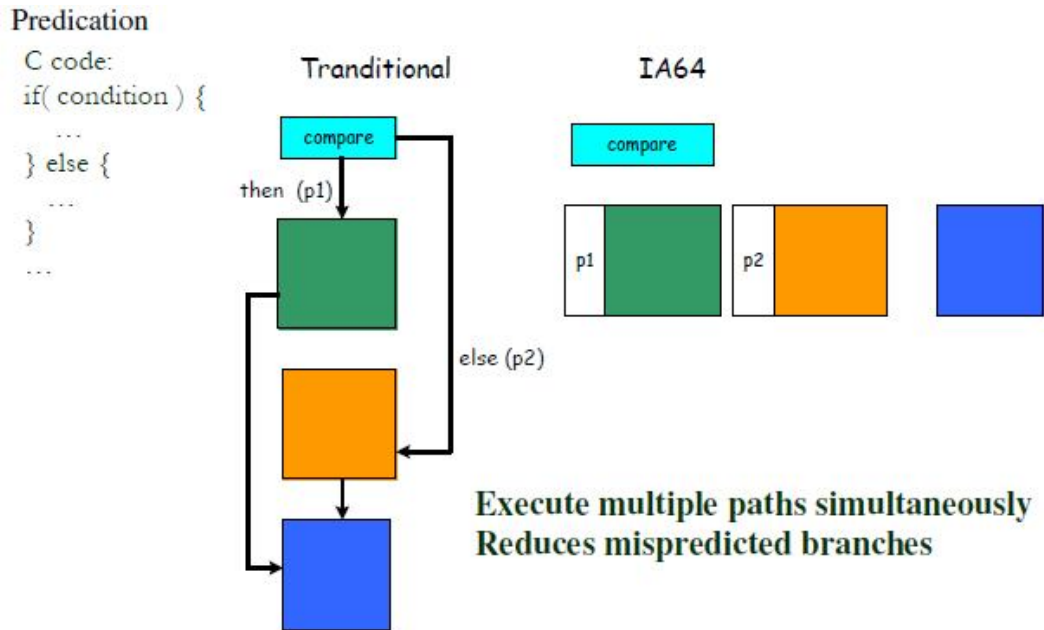 Predication
C code:
if( condition ) {
...
} else {
...
}
...
Tranditional
IA64
compare
then (p1)
else (p2)
compare
p1
p2
Execute multiple paths simultaneously
Reduces mispredicted branches